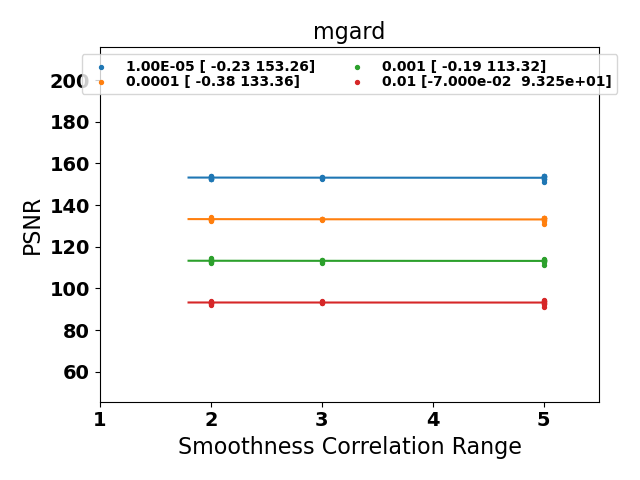 mgard
1.00E-05 [ -0.23 153.26]
0.0001 [ -0.38 133.36]
0.001 [ -0.19 113.32]
0.01 [-7.000e-02  9.325e+01]
PSNR
200
180
160
140
120
100
80
60
1 2 3 4 5
Smoothness Correlation Range